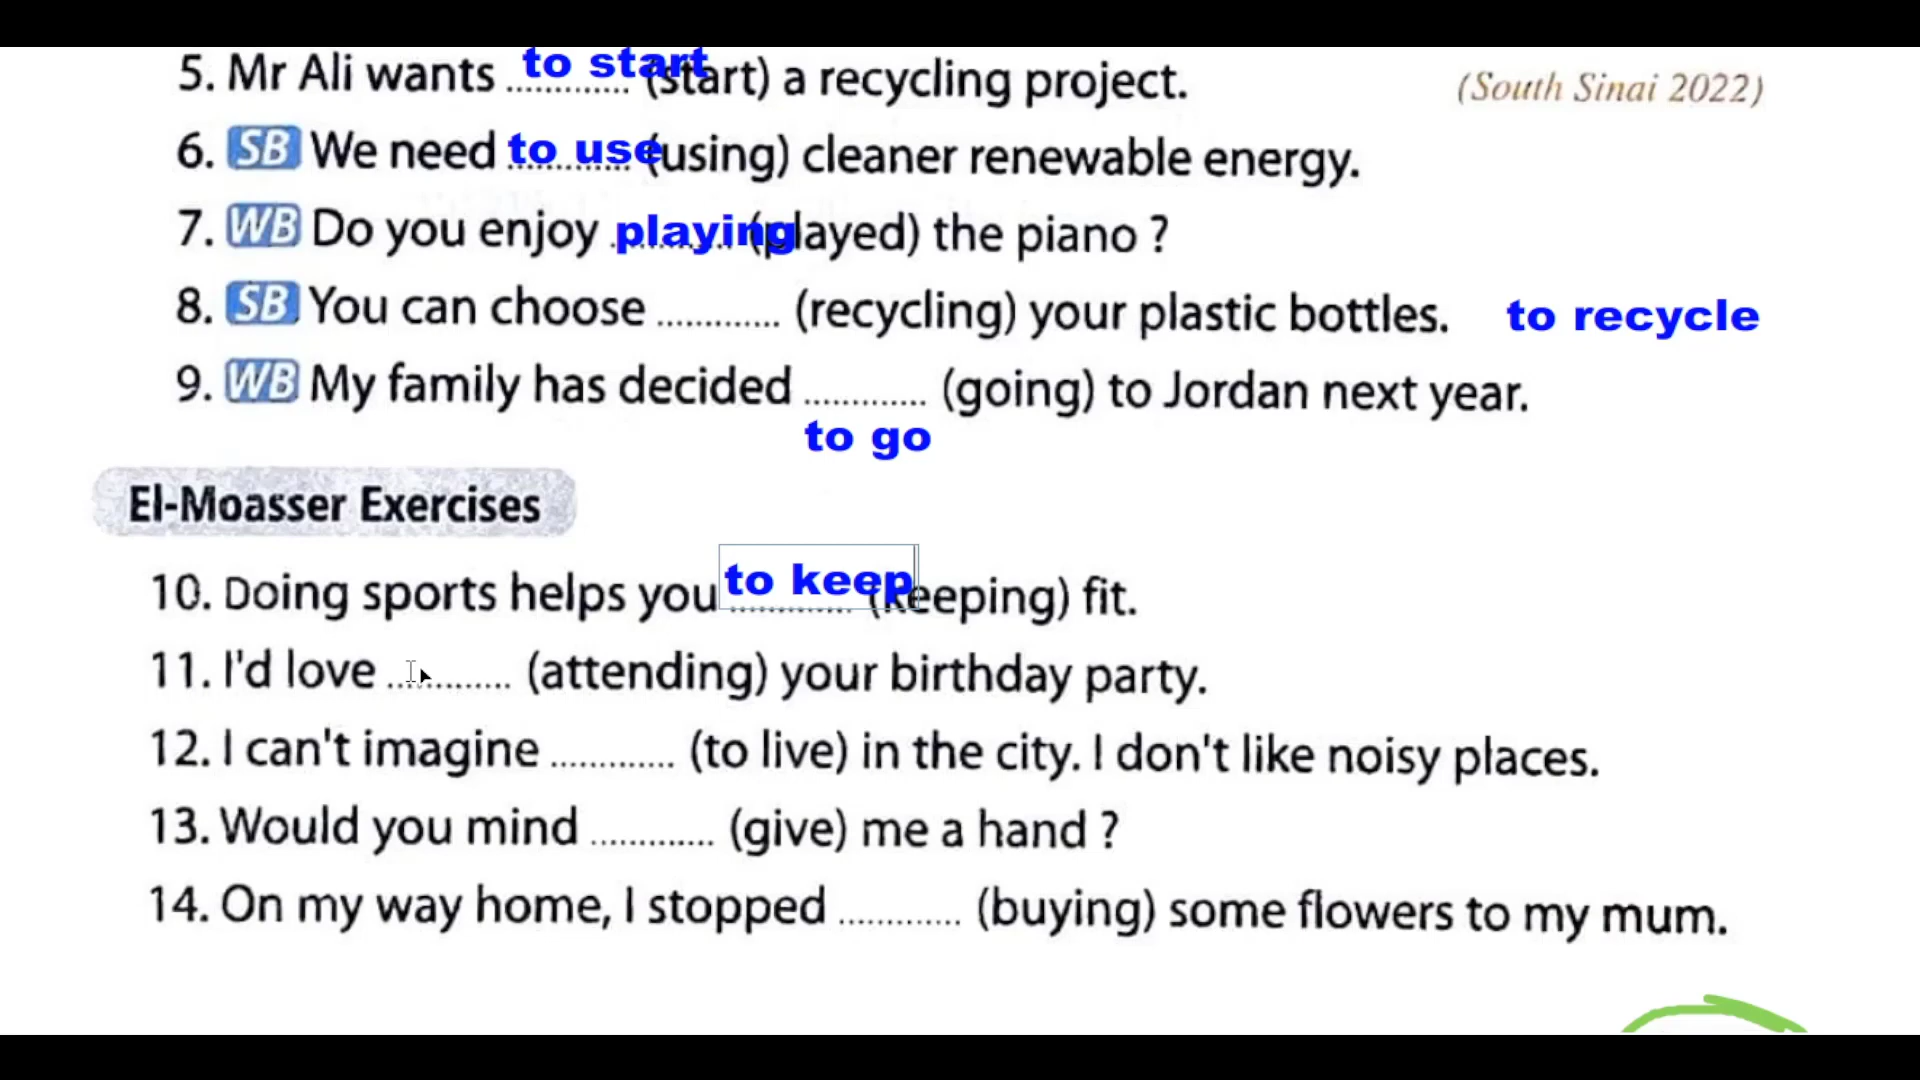 5. Mr Ali wants to start ............ (start) a recycling project. (South Sinai 2022)
6. SB We need to use ............ (using) cleaner renewable energy.
7. WB Do you enjoy playing ............ (played) the piano ?
8. SB You can choose ............ (recycling) your plastic bottles. to recycle
9. WB My family has decided ............ (going) to Jordan next year.
to go
El-Moasser Exercises
10. Doing sports helps you to keep ............ (keeping) fit.
11. I'd love ............ (attending) your birthday party.
12. I can't imagine ............ (to live) in the city. I don't like noisy places.
13. Would you mind ............ (give) me a hand ?
14. On my way home, I stopped ............ (buying) some flowers to my mum.